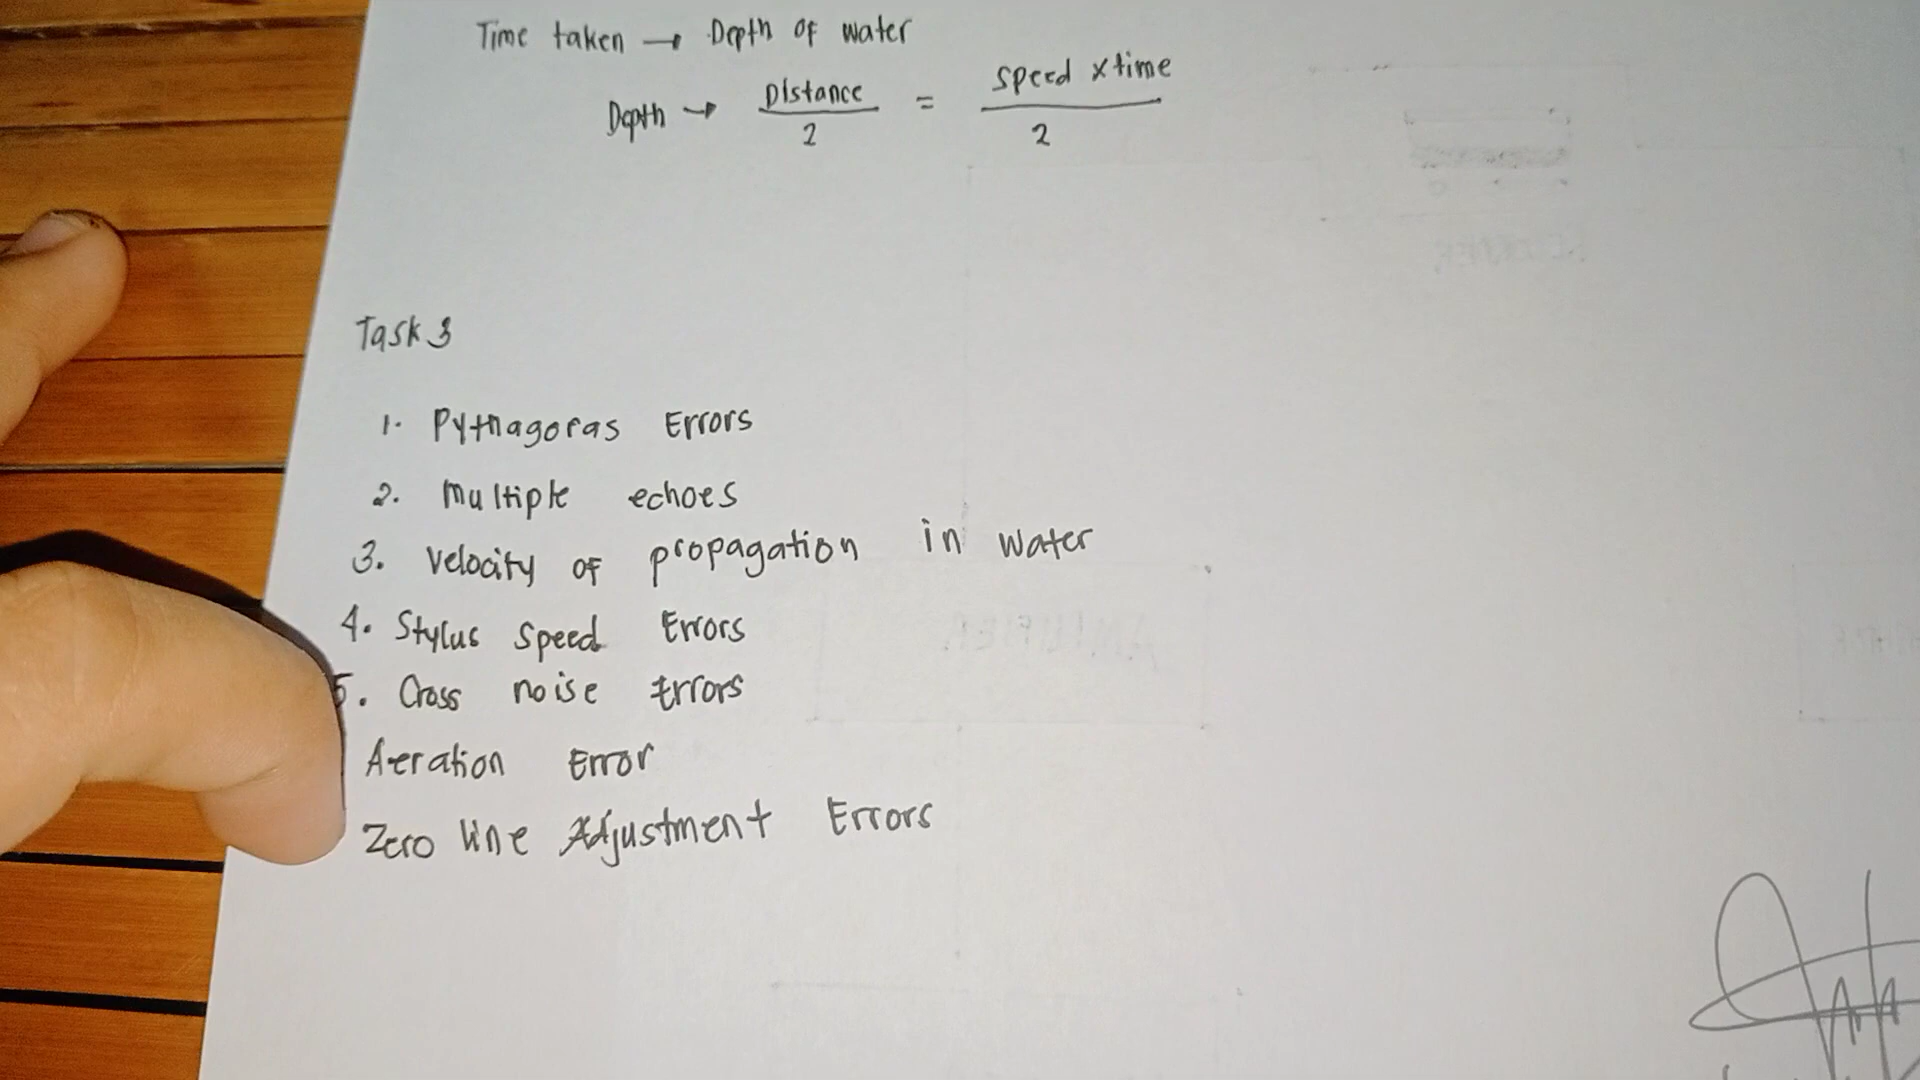 Time taken → Depth of water
Depth → Distance / 2 = speed x time / 2
Task 3
1. Pythagoras Errors
2. Multiple echoes
3. Velocity of propagation in water
4. Stylus Speed Errors
5. Cross noise Errors
Aeration Error
Zero line Adjustment Errors